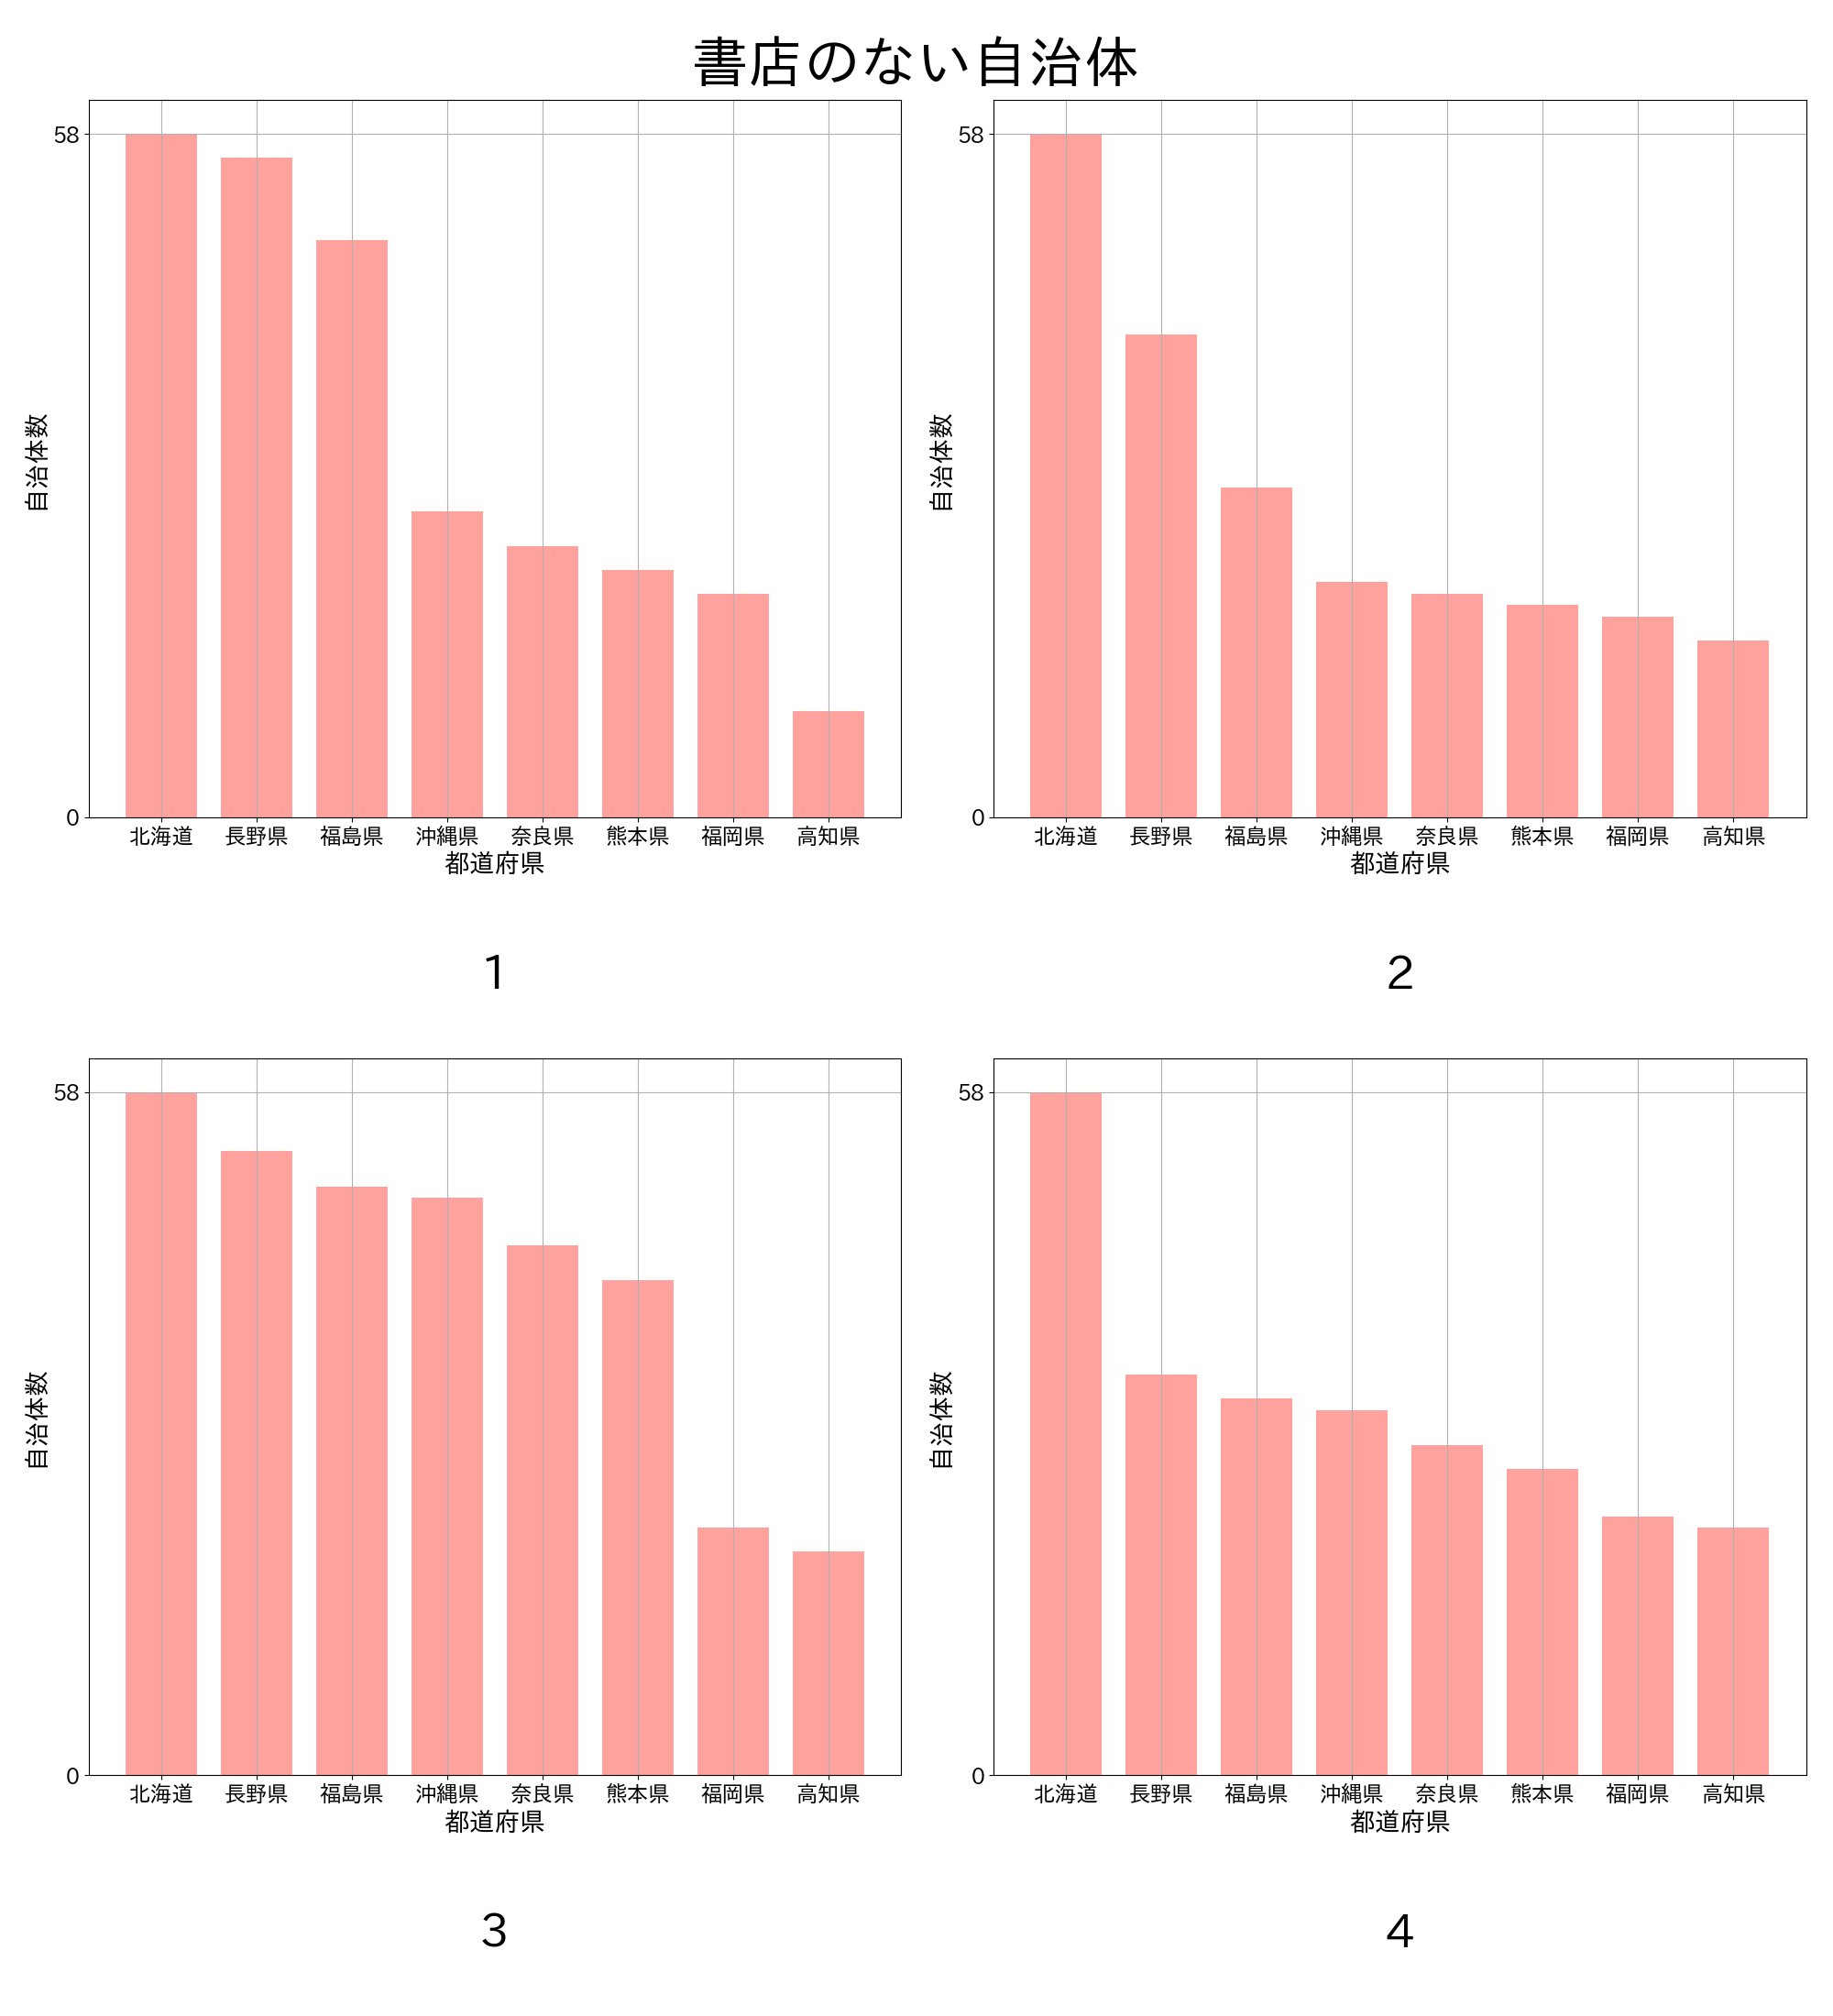 書店のない自治体
58
0
自治体数
北海道 長野県 福島県 沖縄県 奈良県 熊本県 福岡県 高知県
都道府県
1
58
0
自治体数
北海道 長野県 福島県 沖縄県 奈良県 熊本県 福岡県 高知県
都道府県
2
58
0
自治体数
北海道 長野県 福島県 沖縄県 奈良県 熊本県 福岡県 高知県
都道府県
3
58
0
自治体数
北海道 長野県 福島県 沖縄県 奈良県 熊本県 福岡県 高知県
都道府県
4